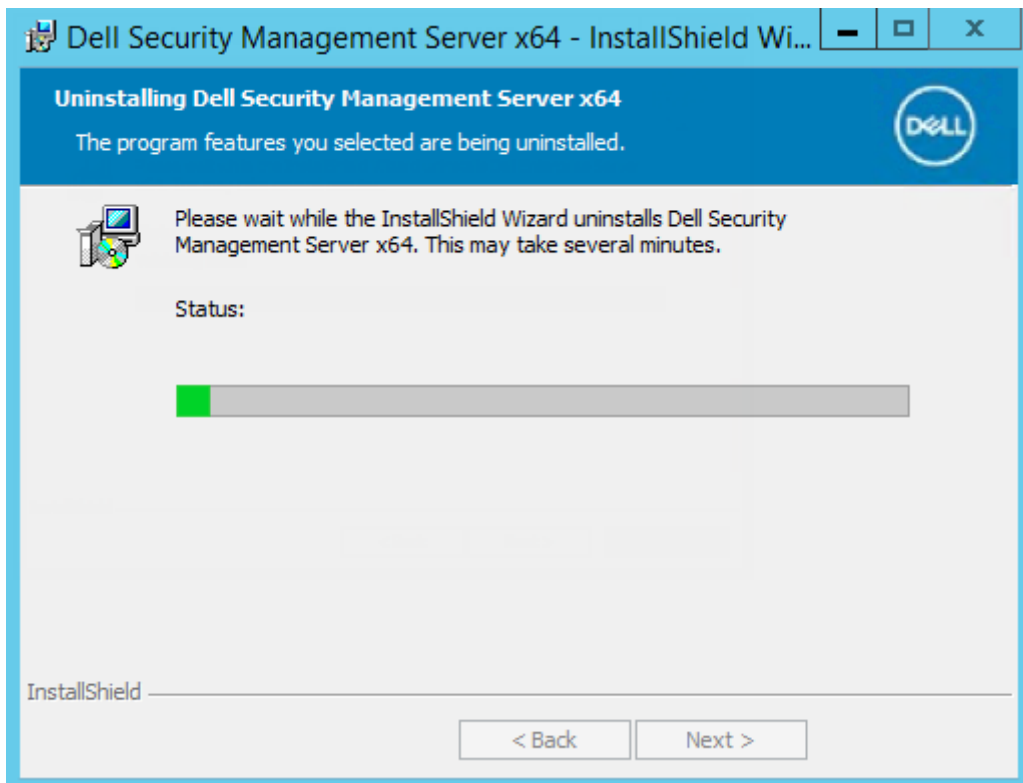 Dell Security Management Server x64 - InstallShield Wi...
Uninstalling Dell Security Management Server x64
The program features you selected are being uninstalled.
DELL
Please wait while the InstallShield Wizard uninstalls Dell Security
Management Server x64. This may take several minutes.
Status:
InstallShield
< Back
Next >